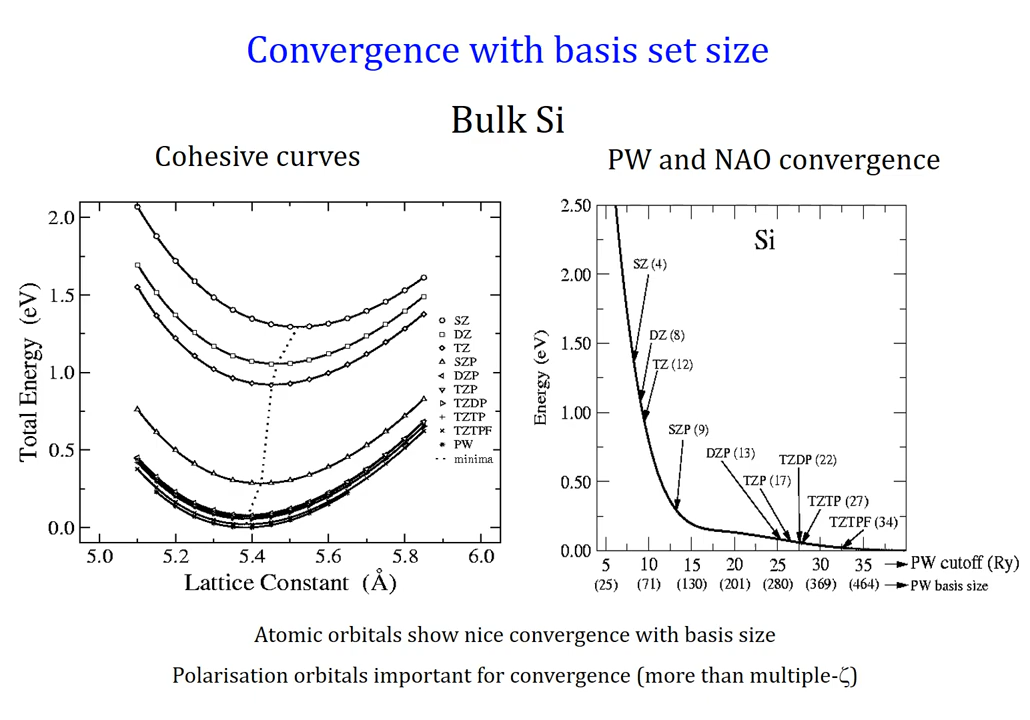 Convergence with basis set size
Bulk Si
Cohesive curves
PW and NAO convergence
Total Energy (eV)
2.0
1.5
1.0
0.5
0.0
5.0 5.2 5.4 5.6 5.8 6.0
Lattice Constant (Å)
SZ
DZ
TZ
SZP
DZP
TZP
TZDP
TZTP
TZTPF
PW
minima
Energy (eV)
2.50
2.00
1.50
1.00
0.50
0.00
Si
SZ (4)
DZ (8)
TZ (12)
SZP (9)
DZP (13)
TZP (17)
TZDP (22)
TZTP (27)
TZTPF (34)
5 10 15 20 25 30 35 PW cutoff (Ry)
(25) (71) (130) (201) (280) (369) (464) PW basis size
Atomic orbitals show nice convergence with basis size
Polarisation orbitals important for convergence (more than multiple-ζ)